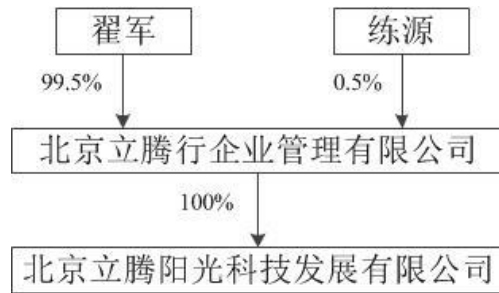 翟军
练源
99.5%
0.5%
北京立腾行企业管理有限公司
100%
北京立腾阳光科技发展有限公司